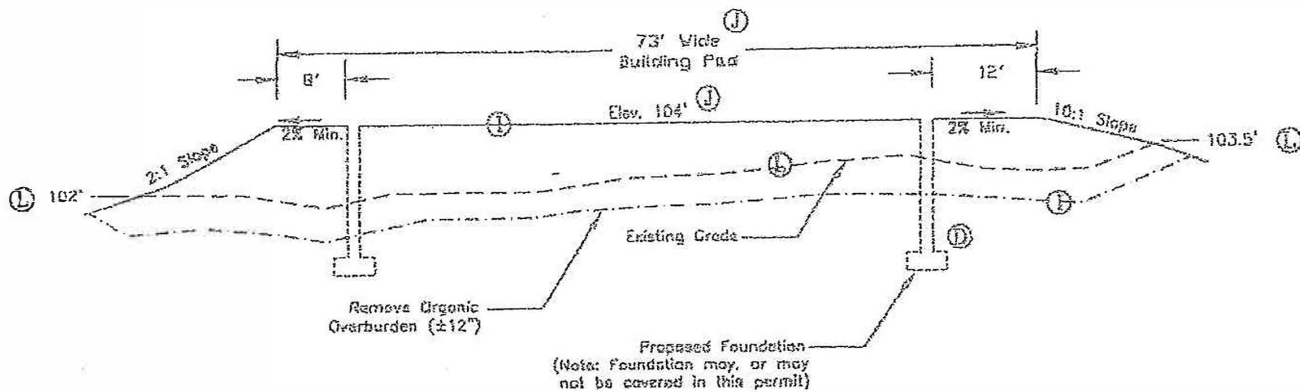 Ⓙ
73' Wide
Building Pad
8'
12'
Elev. 104' Ⓙ
2% Min.
Ⓘ
2% Min.
10:1 Slope
2:1 Slope
103.5' Ⓛ
Ⓛ 102'
Ⓛ
Existing Grade
Ⓓ
Remove Organic
Overburden (±12")
Proposed Foundation
(Note: Foundation may, or may
not be covered in this permit)